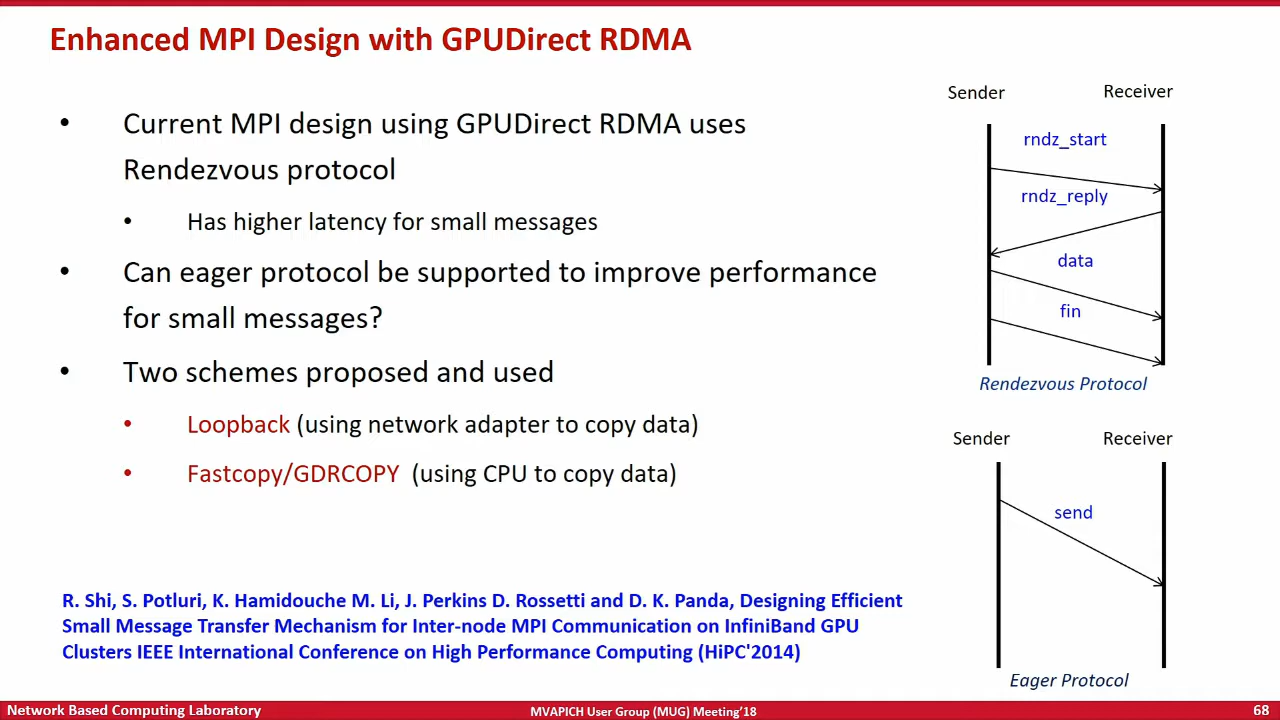 Enhanced MPI Design with GPUDirect RDMA
• Current MPI design using GPUDirect RDMA uses
Rendezvous protocol
• Has higher latency for small messages
• Can eager protocol be supported to improve performance
for small messages?
• Two schemes proposed and used
• Loopback (using network adapter to copy data)
• Fastcopy/GDRCOPY (using CPU to copy data)
R. Shi, S. Potluri, K. Hamidouche M. Li, J. Perkins D. Rossetti and D. K. Panda, Designing Efficient
Small Message Transfer Mechanism for Inter-node MPI Communication on InfiniBand GPU
Clusters IEEE International Conference on High Performance Computing (HiPC'2014)
Sender Receiver
rndz_start
rndz_reply
data
fin
Rendezvous Protocol
Sender Receiver
send
Eager Protocol
Network Based Computing Laboratory MVAPICH User Group (MUG) Meeting'18 68